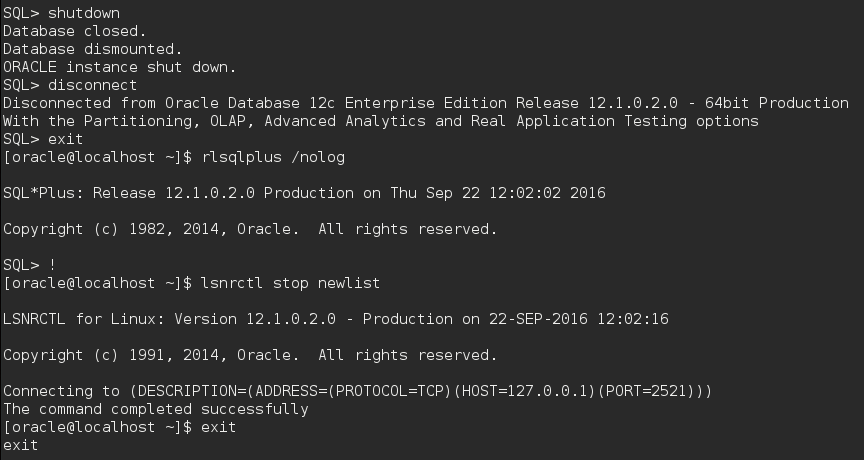 SQL> shutdown
Database closed.
Database dismounted.
ORACLE instance shut down.
SQL> disconnect
Disconnected from Oracle Database 12c Enterprise Edition Release 12.1.0.2.0 - 64bit Production
With the Partitioning, OLAP, Advanced Analytics and Real Application Testing options
SQL> exit
[oracle@localhost ~]$ rlsqlplus /nolog
SQL*Plus: Release 12.1.0.2.0 Production on Thu Sep 22 12:02:02 2016
Copyright (c) 1982, 2014, Oracle.  All rights reserved.
SQL> !
[oracle@localhost ~]$ lsnrctl stop newlist
LSNRCTL for Linux: Version 12.1.0.2.0 - Production on 22-SEP-2016 12:02:16
Copyright (c) 1991, 2014, Oracle.  All rights reserved.
Connecting to (DESCRIPTION=(ADDRESS=(PROTOCOL=TCP)(HOST=127.0.0.1)(PORT=2521)))
The command completed successfully
[oracle@localhost ~]$ exit
exit